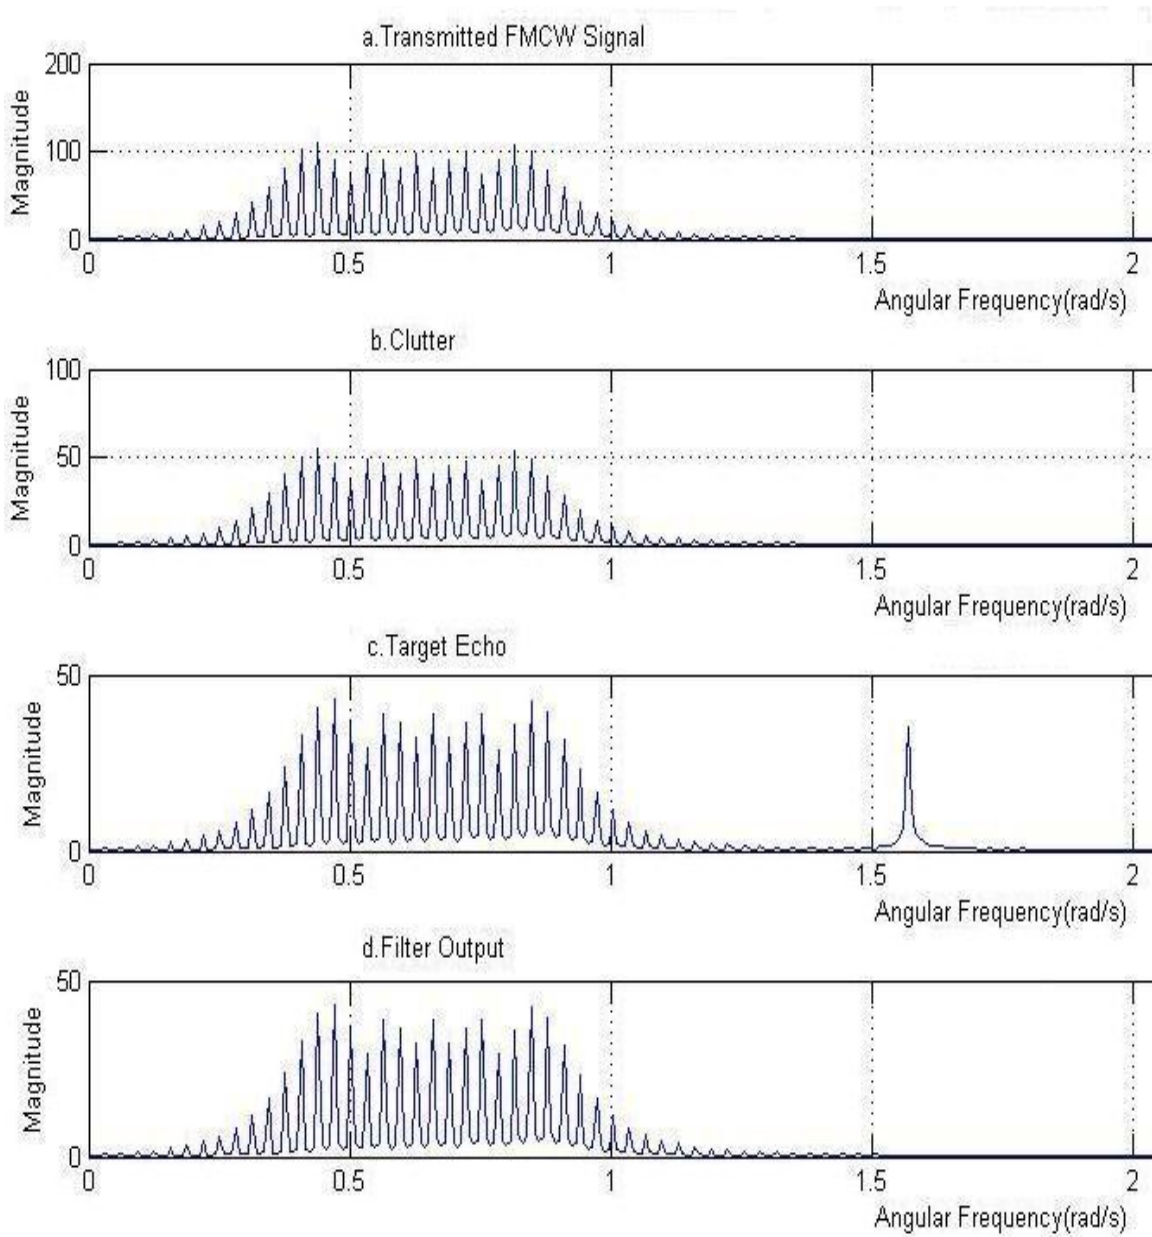 a.Transmitted FMCW Signal
200
100
0
Magnitude
0 0.5 1 1.5 2
Angular Frequency(rad/s)
b.Clutter
100
50
0
Magnitude
0 0.5 1 1.5 2
Angular Frequency(rad/s)
c.Target Echo
50
0
Magnitude
0 0.5 1 1.5 2
Angular Frequency(rad/s)
d.Filter Output
50
0
Magnitude
0 0.5 1 1.5 2
Angular Frequency(rad/s)